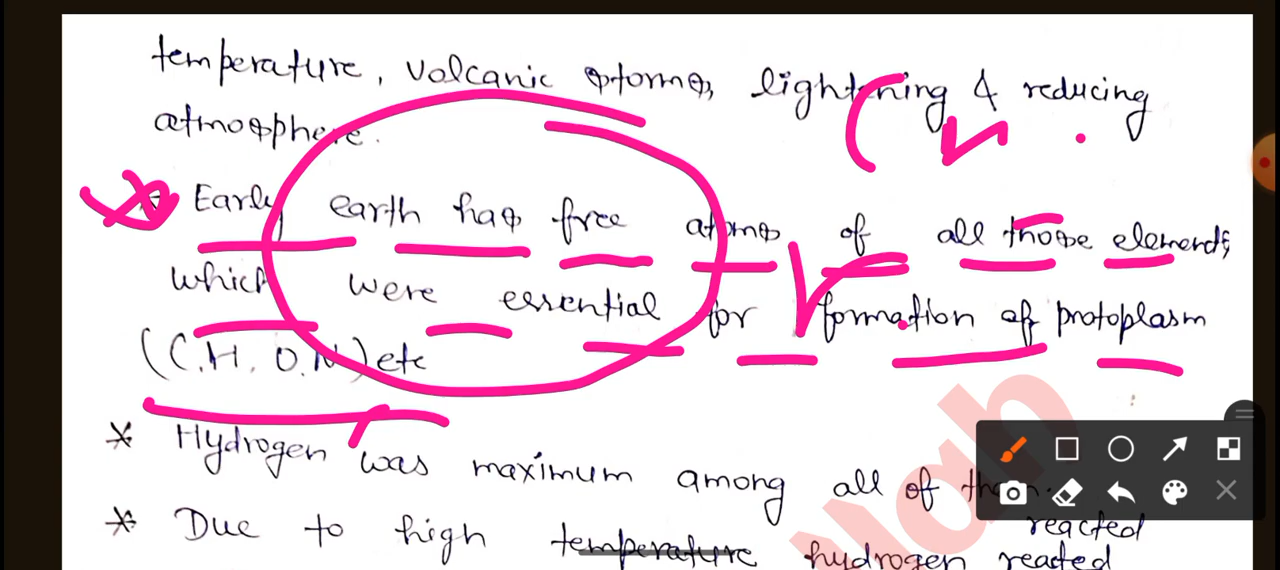 temperature, volcanic storms, lightening & reducing
atmosphere.
* Early earth has free atoms of all those elements,
which were essential for formation of protoplasm
(C.H. O.N) etc
* Hydrogen was maximum among all of them.
reacted
* Due to high temperature hydrogen reacted